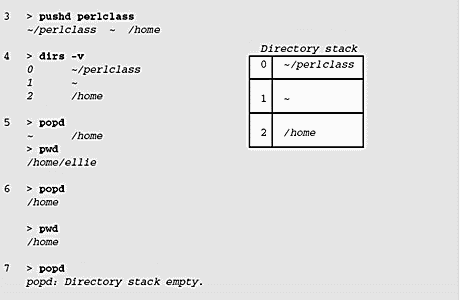 3 > pushd perlclass
~/perlclass ~ /home
4 > dirs -v
0 ~/perlclass
1 ~
2 /home
5 > popd
~ /home
> pwd
/home/ellie
6 > popd
/home
> pwd
/home
7 > popd
popd: Directory stack empty.
Directory stack
0 ~/perlclass
1 ~
2 /home